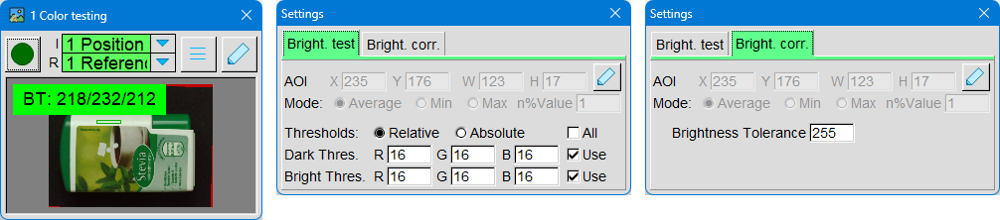 1 Color testing
I 1 Position
R 1 Referenc
BT: 218/232/212
Stevia
Settings
Bright. test Bright. corr.
AOI X 235 Y 176 W 123 H 17
Mode: Average Min Max n%Value 1
Thresholds: Relative Absolute All
Dark Thres. R 16 G 16 B 16 Use
Bright Thres. R 16 G 16 B 16 Use
Settings
Bright. test Bright. corr.
AOI X 235 Y 176 W 123 H 17
Mode: Average Min Max n%Value 1
Brightness Tolerance 255